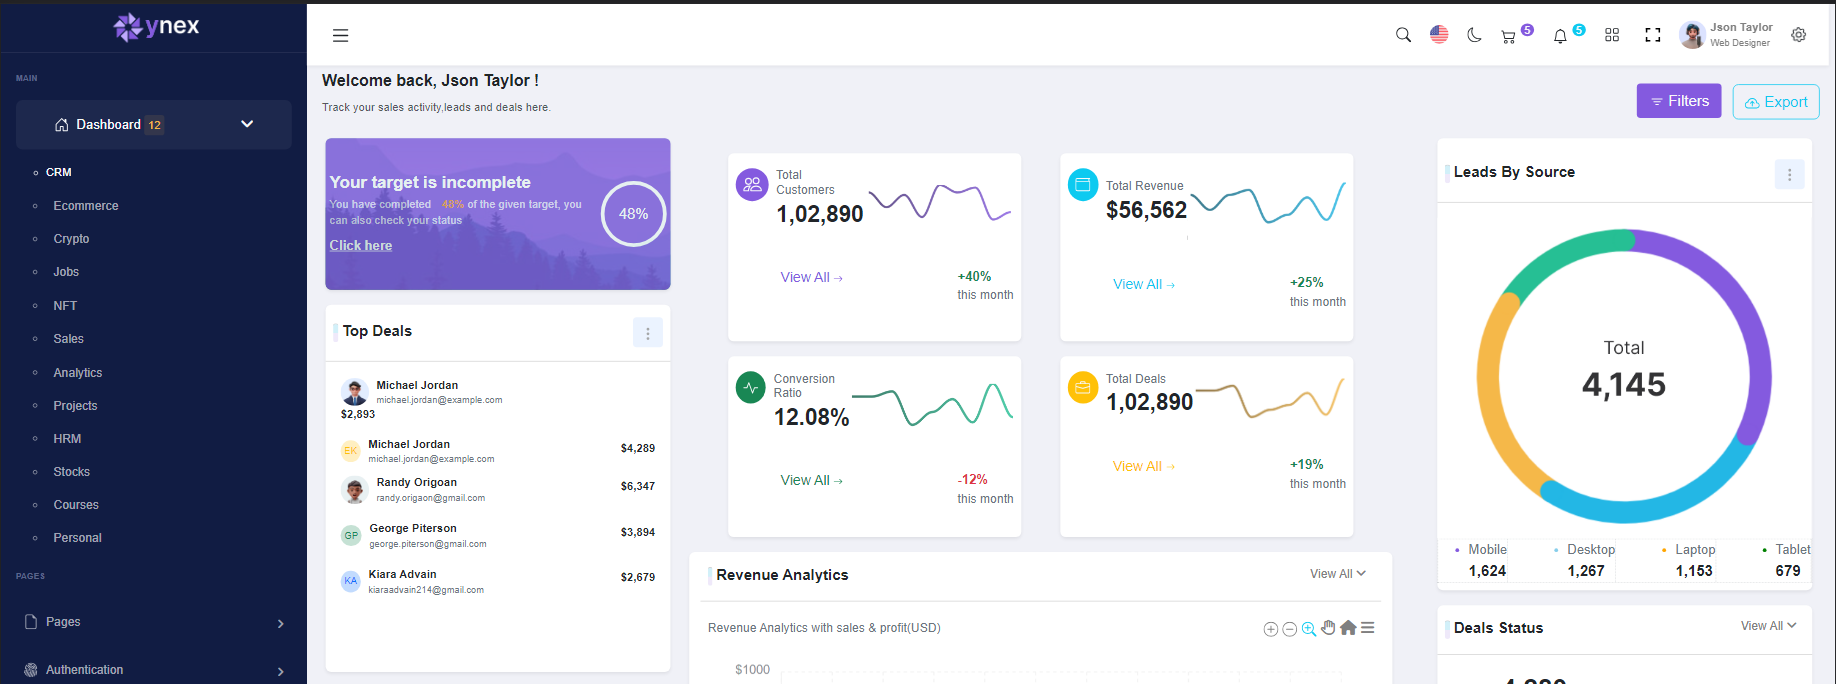 ynex
MAIN
Dashboard 12
CRM
Ecommerce
Crypto
Jobs
NFT
Sales
Analytics
Projects
HRM
Stocks
Courses
Personal
PAGES
Pages
Authentication
5
5
Json Taylor
Web Designer
Welcome back, Json Taylor !
Track your sales activity,leads and deals here.
Filters
Export
Your target is incomplete
You have completed 48% of the given target, you
can also check your status
Click here
48%
Top Deals
Michael Jordan
michael.jordan@example.com
$2,893
EK
Michael Jordan
michael.jordan@example.com
$4,289
Randy Origoan
randy.origaon@gmail.com
$6,347
GP
George Piterson
george.piterson@gmail.com
$3,894
KA
Kiara Advain
kiaraadvain214@gmail.com
$2,679
Total
Customers
1,02,890
View All →
+40%
this month
Total Revenue
$56,562
View All →
+25%
this month
Conversion
Ratio
12.08%
View All →
-12%
this month
Total Deals
1,02,890
View All →
+19%
this month
Revenue Analytics
View All
Revenue Analytics with sales & profit(USD)
$1000
Leads By Source
Total
4,145
Mobile
1,624
Desktop
1,267
Laptop
1,153
Tablet
679
Deals Status
View All